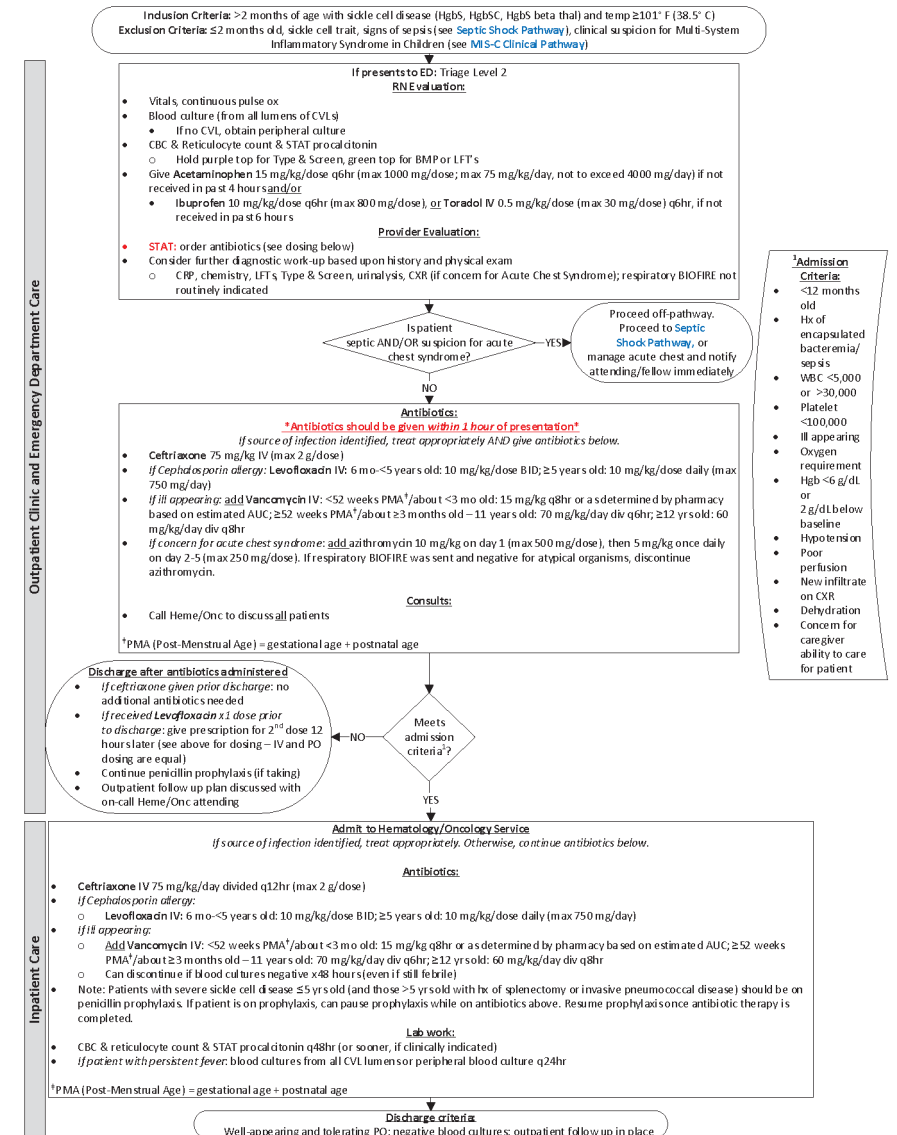 Inclusion Criteria: >2 months of age with sickle cell disease (HgbS, HgbSC, HgbS beta thal) and temp ≥101° F (38.5° C)
Exclusion Criteria: ≤2 months old, sickle cell trait, signs of sepsis (see Septic Shock Pathway), clinical suspicion for Multi-System
Inflammatory Syndrome in Children (see MIS-C Clinical Pathway)
Outpatient Clinic and Emergency Department Care
If presents to ED: Triage Level 2
RN Evaluation:
• Vitals, continuous pulse ox
• Blood culture (from all lumens of CVLs)
• If no CVL, obtain peripheral culture
• CBC & Reticulocyte count & STAT procalcitonin
○ Hold purple top for Type & Screen, green top for BMP or LFT's
• Give Acetaminophen 15 mg/kg/dose q6hr (max 1000 mg/dose; max 75 mg/kg/day, not to exceed 4000 mg/day) if not
received in past 4 hours and/or
• Ibuprofen 10 mg/kg/dose q6hr (max 800 mg/dose), or Toradol IV 0.5 mg/kg/dose (max 30 mg/dose) q6hr, if not
received in past 6 hours
Provider Evaluation:
• STAT: order antibiotics (see dosing below)
• Consider further diagnostic work-up based upon history and physical exam
○ CRP, chemistry, LFTs, Type & Screen, urinalysis, CXR (if concern for Acute Chest Syndrome); respiratory BIOFIRE not
routinely indicated
Is patient
septic AND/OR suspicion for acute
chest syndrome?
YES
Proceed off-pathway.
Proceed to Septic
Shock Pathway, or
manage acute chest and notify
attending/fellow immediately
NO
Antibiotics:
*Antibiotics should be given within 1 hour of presentation*
If source of infection identified, treat appropriately AND give antibiotics below.
• Ceftriaxone 75 mg/kg IV (max 2 g/dose)
• If Cephalosporin allergy: Levofloxacin IV: 6 mo-<5 years old: 10 mg/kg/dose BID; ≥5 years old: 10 mg/kg/dose daily (max
750 mg/day)
• If ill appearing: add Vancomycin IV: <52 weeks PMA†/about <3 mo old: 15 mg/kg q8hr or as determined by pharmacy
based on estimated AUC; ≥52 weeks PMA†/about ≥3 months old – 11 years old: 70 mg/kg/day div q6hr; ≥12 yrs old: 60
mg/kg/day div q8hr
• If concern for acute chest syndrome: add azithromycin 10 mg/kg on day 1 (max 500 mg/dose), then 5 mg/kg once daily
on day 2-5 (max 250 mg/dose). If respiratory BIOFIRE was sent and negative for atypical organisms, discontinue
azithromycin.
Consults:
• Call Heme/Onc to discuss all patients
†PMA (Post-Menstrual Age) = gestational age + postnatal age
1Admission
Criteria:
• <12 months
old
• Hx of
encapsulated
bacteremia/
sepsis
• WBC <5,000
or >30,000
• Platelet
<100,000
• Ill appearing
• Oxygen
requirement
• Hgb <6 g/dL
or
2 g/dL below
baseline
• Hypotension
• Poor
perfusion
• New infiltrate
on CXR
• Dehydration
• Concern for
caregiver
ability to care
for patient
Meets
admission
criteria1?
NO
Discharge after antibiotics administered
• If ceftriaxone given prior discharge: no
additional antibiotics needed
• If received Levofloxacin x1 dose prior
to discharge: give prescription for 2nd dose 12
hours later (see above for dosing – IV and PO
dosing are equal)
• Continue penicillin prophylaxis (if taking)
• Outpatient follow up plan discussed with
on-call Heme/Onc attending
YES
Inpatient Care
Admit to Hematology/Oncology Service
If source of infection identified, treat appropriately. Otherwise, continue antibiotics below.
Antibiotics:
• Ceftriaxone IV 75 mg/kg/day divided q12hr (max 2 g/dose)
• If Cephalosporin allergy:
○ Levofloxacin IV: 6 mo-<5 years old: 10 mg/kg/dose BID; ≥5 years old: 10 mg/kg/dose daily (max 750 mg/day)
• If ill appearing:
○ Add Vancomycin IV: <52 weeks PMA†/about <3 mo old: 15 mg/kg q8hr or as determined by pharmacy based on estimated AUC; ≥52 weeks
PMA†/about ≥3 months old – 11 years old: 70 mg/kg/day div q6hr; ≥12 yrs old: 60 mg/kg/day div q8hr
○ Can discontinue if blood cultures negative x48 hours (even if still febrile)
• Note: Patients with severe sickle cell disease ≤5 yrs old (and those >5 yrs old with hx of splenectomy or invasive pneumococcal disease) should be on
penicillin prophylaxis. If patient is on prophylaxis, can pause prophylaxis while on antibiotics above. Resume prophylaxis once antibiotic therapy is
completed.
Lab work:
• CBC & reticulocyte count & STAT procalcitonin q48hr (or sooner, if clinically indicated)
• If patient with persistent fever: blood cultures from all CVL lumens or peripheral blood culture q24hr
‡PMA (Post-Menstrual Age) = gestational age + postnatal age
Discharge criteria:
Well-appearing and tolerating PO; negative blood cultures; outpatient follow up in place